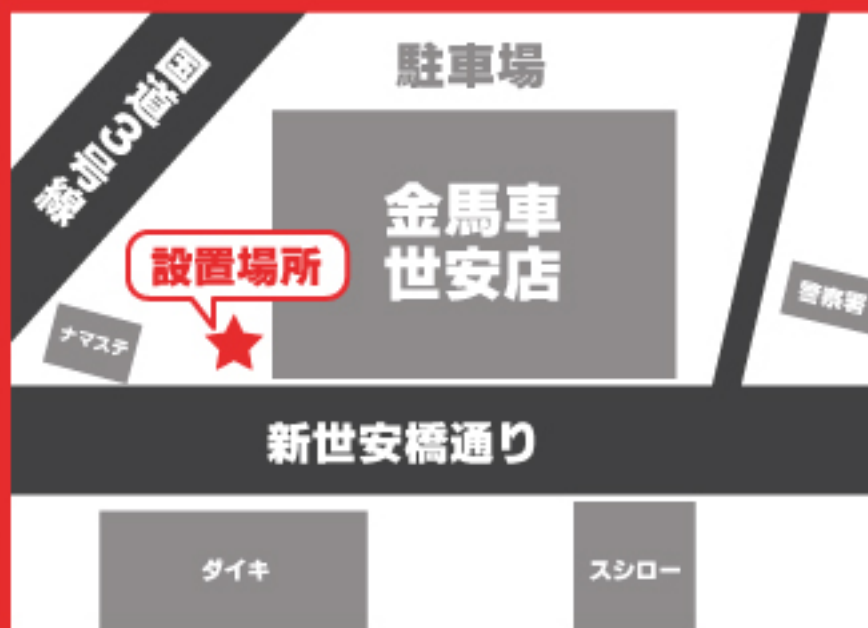 駐車場
国道3号線
金馬車
世安店
設置場所
警察署
ナマステ
新世安橋通り
ダイキ
スシロー